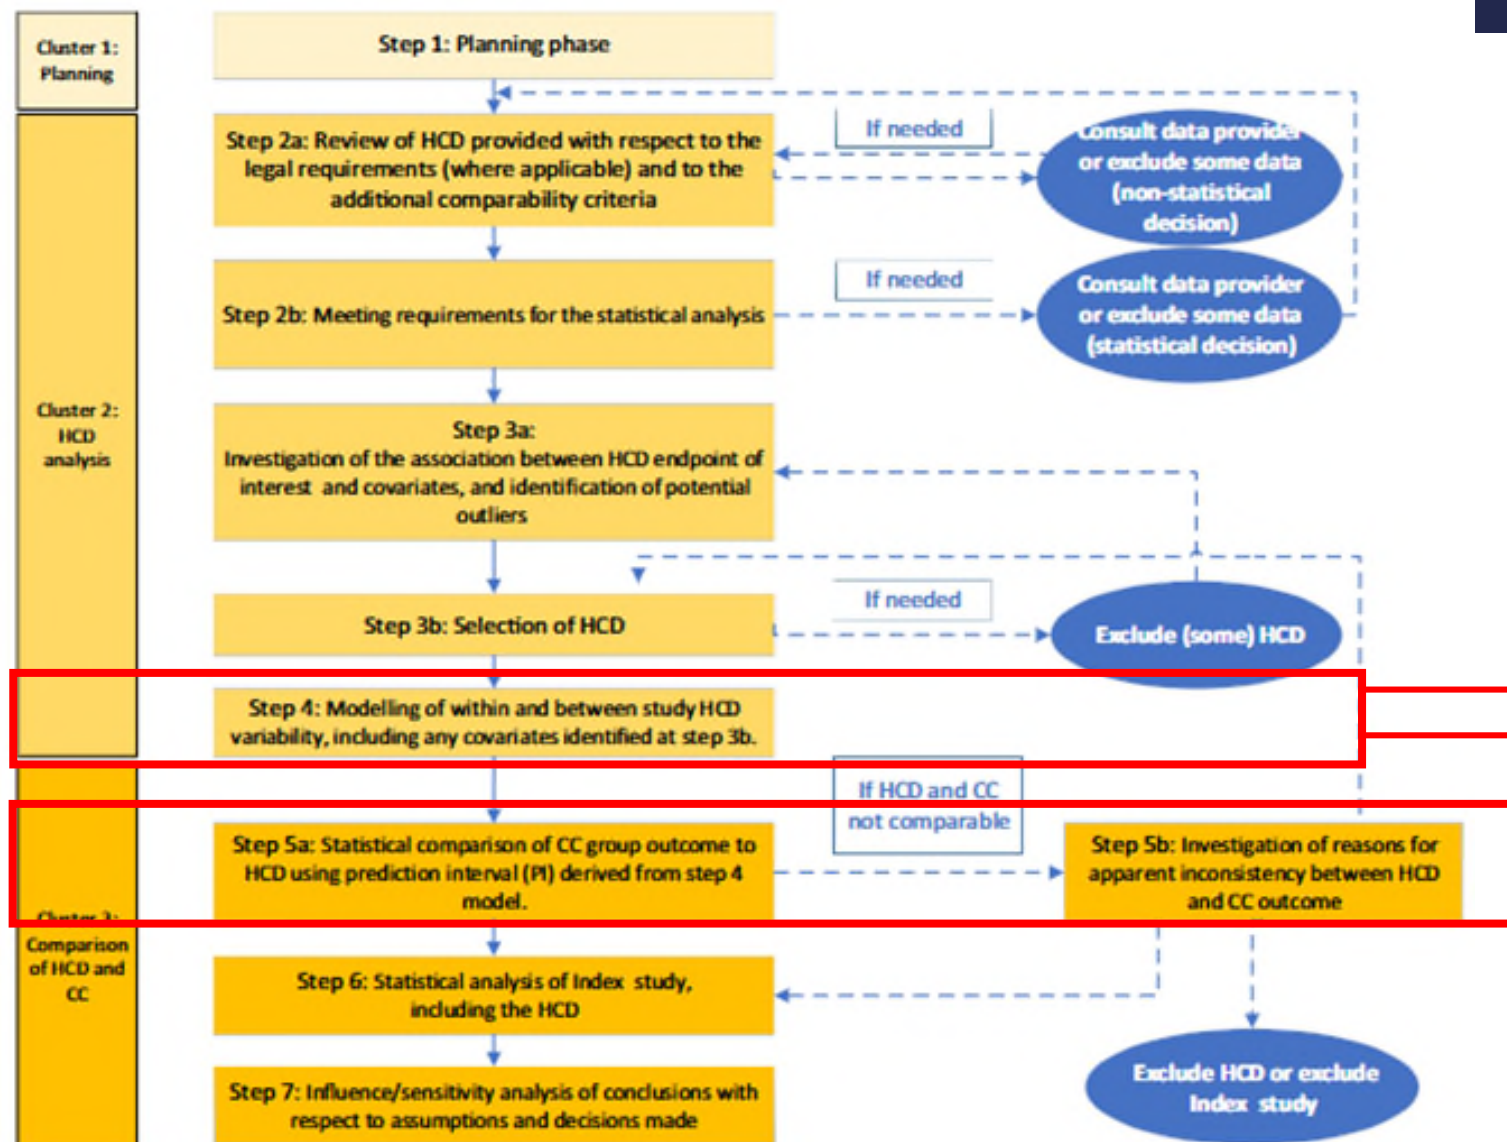 Cluster 1:
Planning
Step 1: Planning phase
Step 2a: Review of HCD provided with respect to the
legal requirements (where applicable) and to the
additional comparability criteria
If needed
Consult data provider
or exclude some data
(non-statistical
decision)
Step 2b: Meeting requirements for the statistical analysis
If needed
Consult data provider
or exclude some data
(statistical decision)
Cluster 2:
HCD
analysis
Step 3a:
Investigation of the association between HCD endpoint of
interest and covariates, and identification of potential
outliers
Step 3b: Selection of HCD
If needed
Exclude (some) HCD
Step 4: Modelling of within and between study HCD
variability, including any covariates identified at step 3b.
If HCD and CC
not comparable
Cluster 3:
Comparison
of HCD and
CC
Step 5a: Statistical comparison of CC group outcome to
HCD using prediction interval (PI) derived from step 4
model.
Step 5b: Investigation of reasons for
apparent inconsistency between HCD
and CC outcome
Step 6: Statistical analysis of Index study,
including the HCD
Exclude HCD or exclude
Index study
Step 7: Influence/sensitivity analysis of conclusions with
respect to assumptions and decisions made